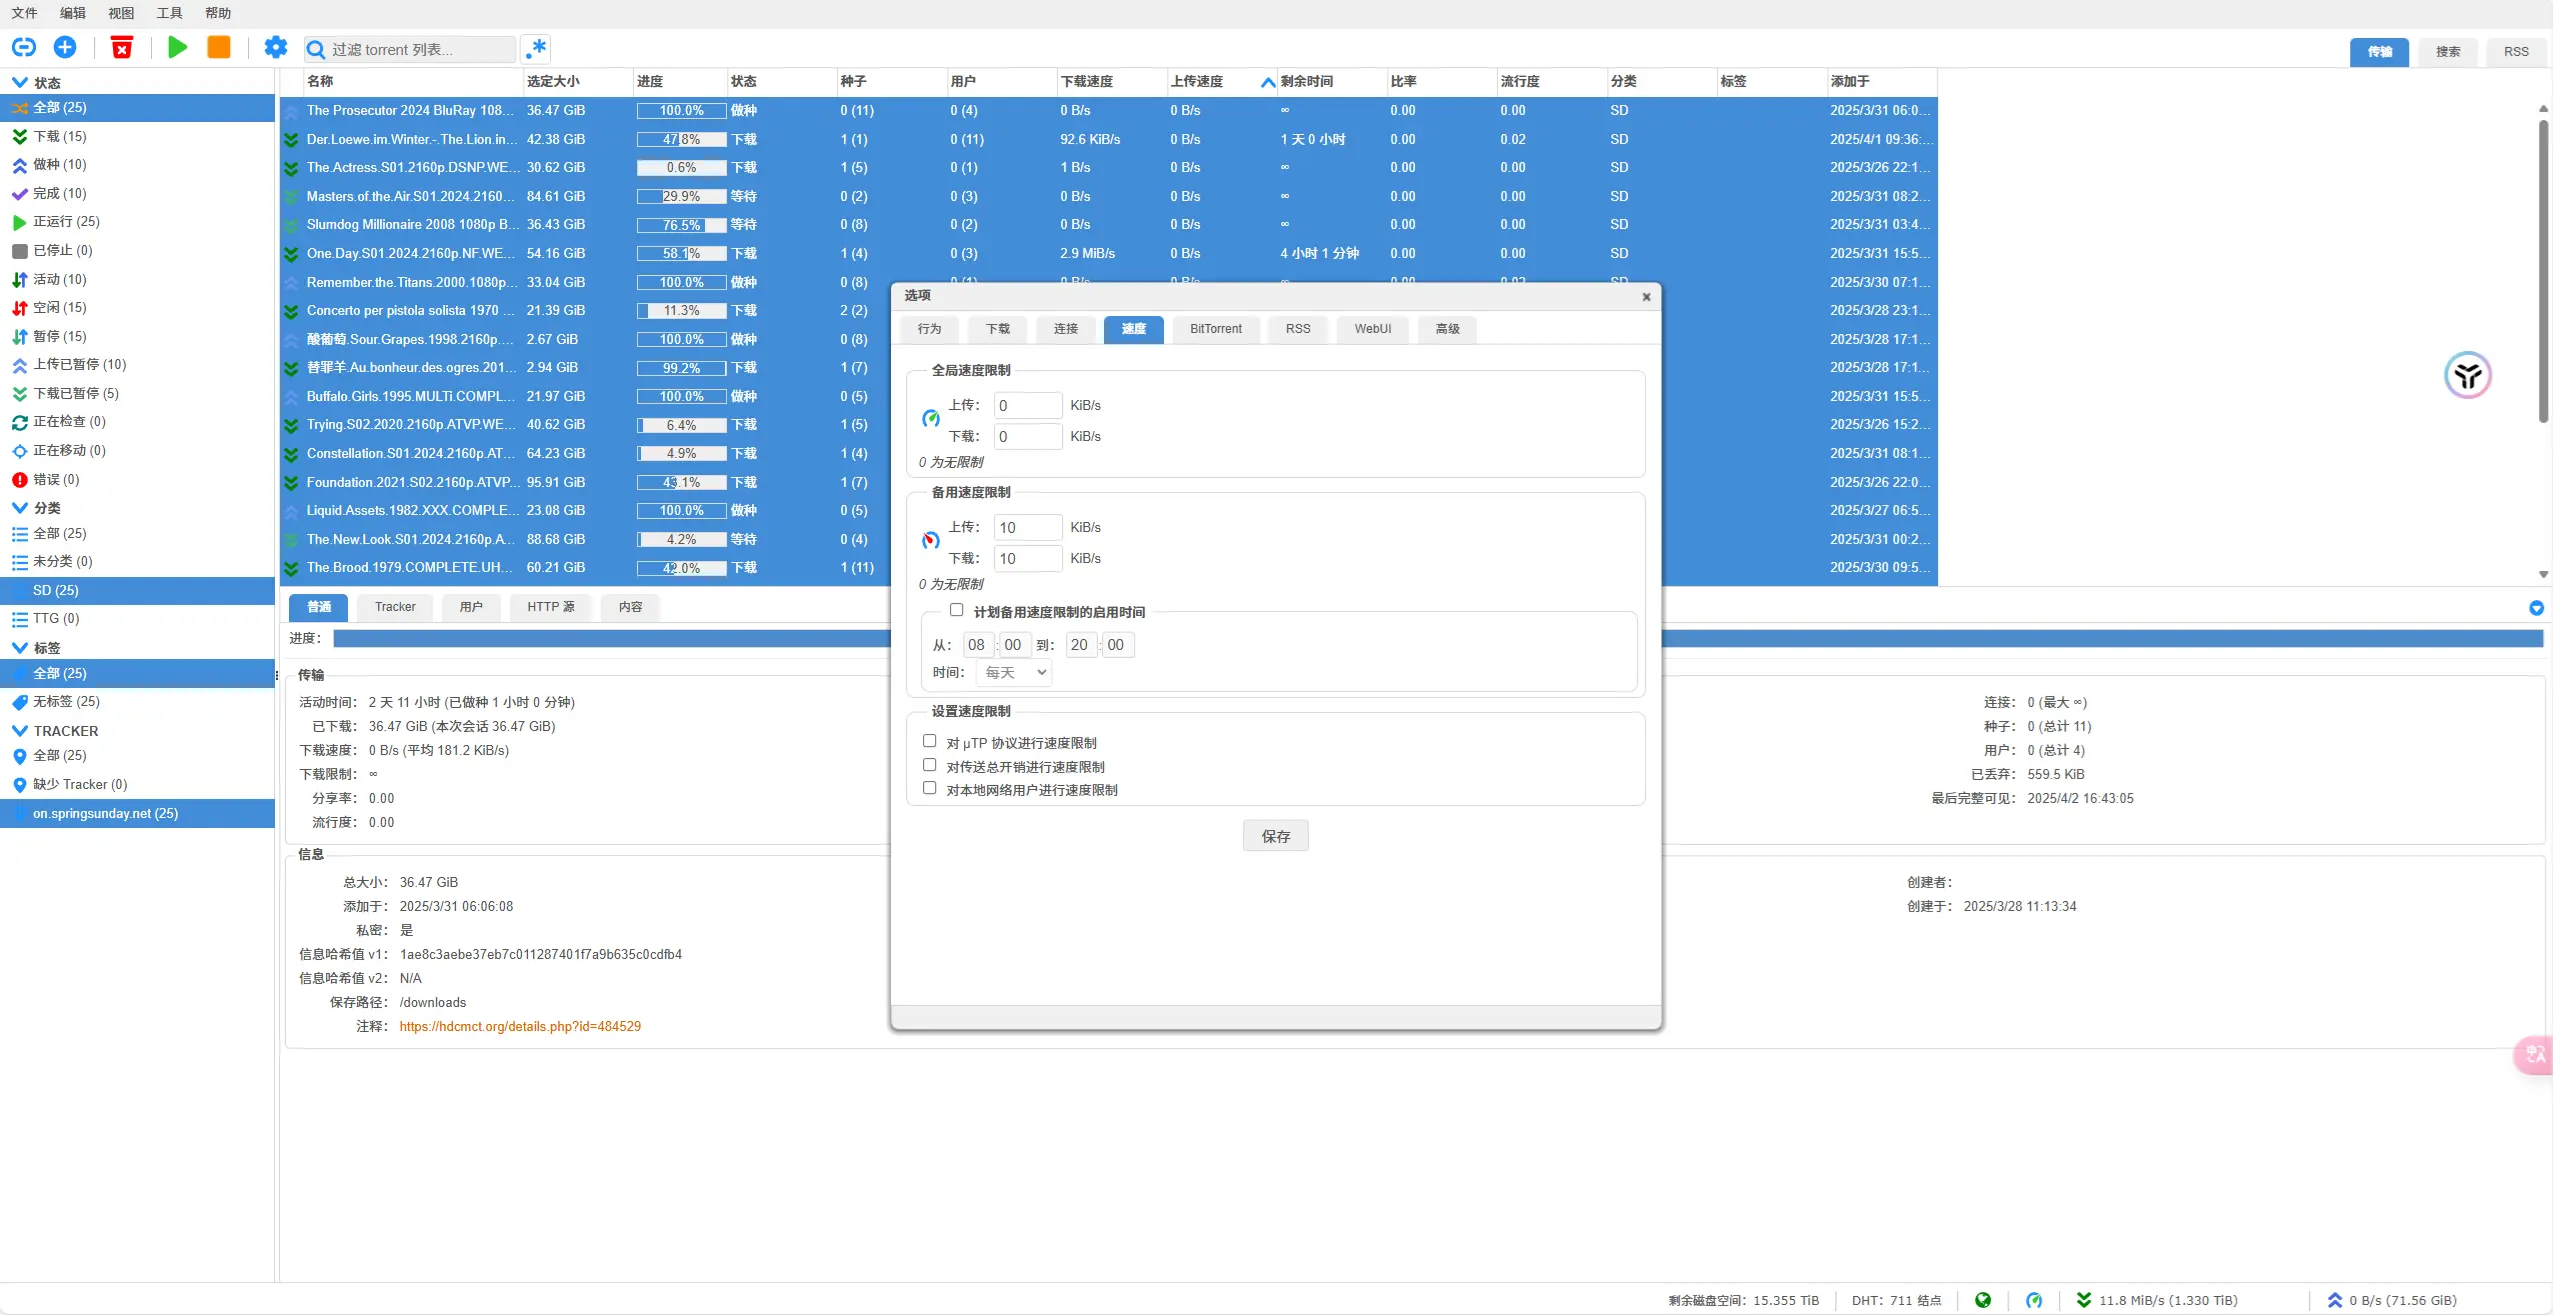 文件 编辑 视图 工具 帮助
过滤 torrent 列表... 传输 搜索 RSS
状态
全部 (25)
下载 (15)
做种 (10)
完成 (10)
正运行 (25)
已停止 (0)
活动 (10)
空闲 (15)
暂停 (15)
上传已暂停 (10)
下载已暂停 (5)
正在检查 (0)
正在移动 (0)
错误 (0)
分类
全部 (25)
未分类 (0)
SD (25)
TTG (0)
标签
全部 (25)
无标签 (25)
TRACKER
全部 (25)
缺少 Tracker (0)
on.springsunday.net (25)
名称 选定大小 进度 状态 种子 用户 下载速度 上传速度 剩余时间 比率 流行度 分类 标签 添加于
The Prosecutor 2024 BluRay 108... 36.47 GiB 100.0% 做种 0 (11) 0 (4) 0 B/s 0 B/s ∞ 0.00 0.00 SD 2025/3/31 06:0...
Der.Loewe.im.Winter.-.The.Lion.in... 42.38 GiB 47.8% 下载 1 (1) 0 (11) 92.6 KiB/s 0 B/s 1 天 0 小时 0.00 0.02 SD 2025/4/1 09:36:...
The.Actress.S01.2160p.DSNP.WE... 30.62 GiB 0.6% 下载 1 (5) 0 (1) 1 B/s 0 B/s ∞ 0.00 0.00 SD 2025/3/26 22:1...
Masters.of.the.Air.S01.2024.2160... 84.61 GiB 29.9% 等待 0 (2) 0 (3) 0 B/s 0 B/s ∞ 0.00 0.00 SD 2025/3/31 08:2...
Slumdog Millionaire 2008 1080p B... 36.43 GiB 76.5% 等待 0 (8) 0 (2) 0 B/s 0 B/s ∞ 0.00 0.00 SD 2025/3/31 03:4...
One.Day.S01.2024.2160p.NF.WE... 54.16 GiB 58.1% 下载 1 (4) 0 (3) 2.9 MiB/s 0 B/s 4 小时 1 分钟 0.00 0.00 SD 2025/3/31 15:5...
Remember.the.Titans.2000.1080p... 33.04 GiB 100.0% 做种 0 (8) 2025/3/30 07:1...
Concerto per pistola solista 1970 ... 21.39 GiB 11.3% 下载 2 (2) 2025/3/28 23:1...
酸葡萄.Sour.Grapes.1998.2160p.... 2.67 GiB 100.0% 做种 0 (8) 2025/3/28 17:1...
替罪羊.Au.bonheur.des.ogres.201... 2.94 GiB 99.2% 下载 1 (7) 2025/3/28 17:1...
Buffalo.Girls.1995.MULTi.COMPL... 21.97 GiB 100.0% 做种 0 (5) 2025/3/31 15:5...
Trying.S02.2020.2160p.ATVP.WE... 40.62 GiB 6.4% 下载 1 (5) 2025/3/26 15:2...
Constellation.S01.2024.2160p.AT... 64.23 GiB 4.9% 下载 1 (4) 2025/3/31 08:1...
Foundation.2021.S02.2160p.ATVP... 95.91 GiB 43.1% 下载 1 (7) 2025/3/26 22:0...
Liquid.Assets.1982.XXX.COMPLE... 23.08 GiB 100.0% 做种 0 (5) 2025/3/27 06:5...
The.New.Look.S01.2024.2160p.A... 88.68 GiB 4.2% 等待 0 (4) 2025/3/31 00:2...
The.Brood.1979.COMPLETE.UH... 60.21 GiB 42.0% 下载 1 (11) 2025/3/30 09:5...
选项 ×
行为 下载 连接 速度 BitTorrent RSS WebUI 高级
全局速度限制
上传: 0 KiB/s
下载: 0 KiB/s
0 为无限制
备用速度限制
上传: 10 KiB/s
下载: 10 KiB/s
0 为无限制
计划备用速度限制的启用时间
从: 08 : 00 到: 20 : 00
时间: 每天
设置速度限制
对 μTP 协议进行速度限制
对传送总开销进行速度限制
对本地网络用户进行速度限制
保存
普通 Tracker 用户 HTTP 源 内容
进度:
传输
活动时间: 2 天 11 小时 (已做种 1 小时 0 分钟)
已下载: 36.47 GiB (本次会话 36.47 GiB)
下载速度: 0 B/s (平均 181.2 KiB/s)
下载限制: ∞
分享率: 0.00
流行度: 0.00
连接: 0 (最大 ∞)
种子: 0 (总计 11)
用户: 0 (总计 4)
已丢弃: 559.5 KiB
最后完整可见: 2025/4/2 16:43:05
信息
总大小: 36.47 GiB
添加于: 2025/3/31 06:06:08
私密: 是
信息哈希值 v1: 1ae8c3aebe37eb7c011287401f7a9b635c0cdfb4
信息哈希值 v2: N/A
保存路径: /downloads
注释: https://hdcmct.org/details.php?id=484529
创建者:
创建于: 2025/3/28 11:13:34
剩余磁盘空间: 15.355 TiB DHT: 711 结点 11.8 MiB/s (1.330 TiB) 0 B/s (71.56 GiB)